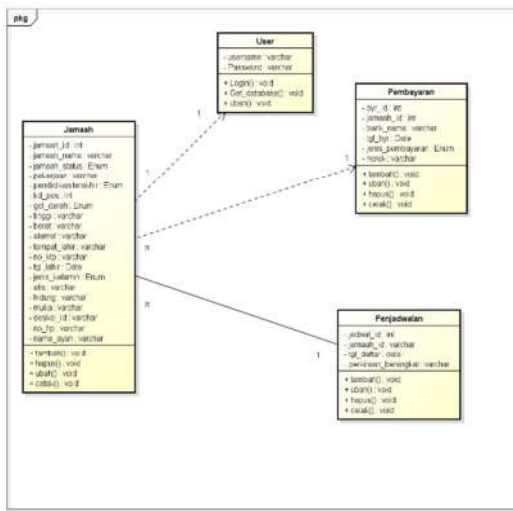 pkg
User
- username : varchar
- Password : varchar
+ Login() : void
+ Get_database() : void
+ ubah() : void
Pembayaran
- byr_id : int
- jamaah_id : int
- bank_name : varchar
- tgl_byr : Date
- jenis_pembayaran : Enum
- norek : varchar
+ tambah() : void
+ ubah() : void
+ hapus() : void
+ cetak() : void
Jamaah
- jamaah_id : int
- jamaah_name : varchar
- jamaah_status : Enum
- pekerjaan : varchar
- pendidikanterakhir : Enum
- kd_pos : int
- gol_darah : Enum
- tinggi : varchar
- berat : varchar
- alamat : varchar
- tempat_lahir : varchar
- no_ktp : varchar
- tgl_lahir : Date
- jenis_kelamin : Enum
- alis : varchar
- hidung : varchar
- muka : varchar
- : varchar
- no_hp : varchar
- nama_ayah : varchar
+ tambah() : void
+ hapus() : void
+ ubah() : void
+ cetak() : void
1
1
1
n
n
1
Penjadwalan
- jadwal_id : int
- jamaah_id : varchar
- tgl_daftar : date
- perkiraan_berangkat : varchar
+ tambah() : void
+ ubah() : void
+ hapus() : void
+ cetak() : void